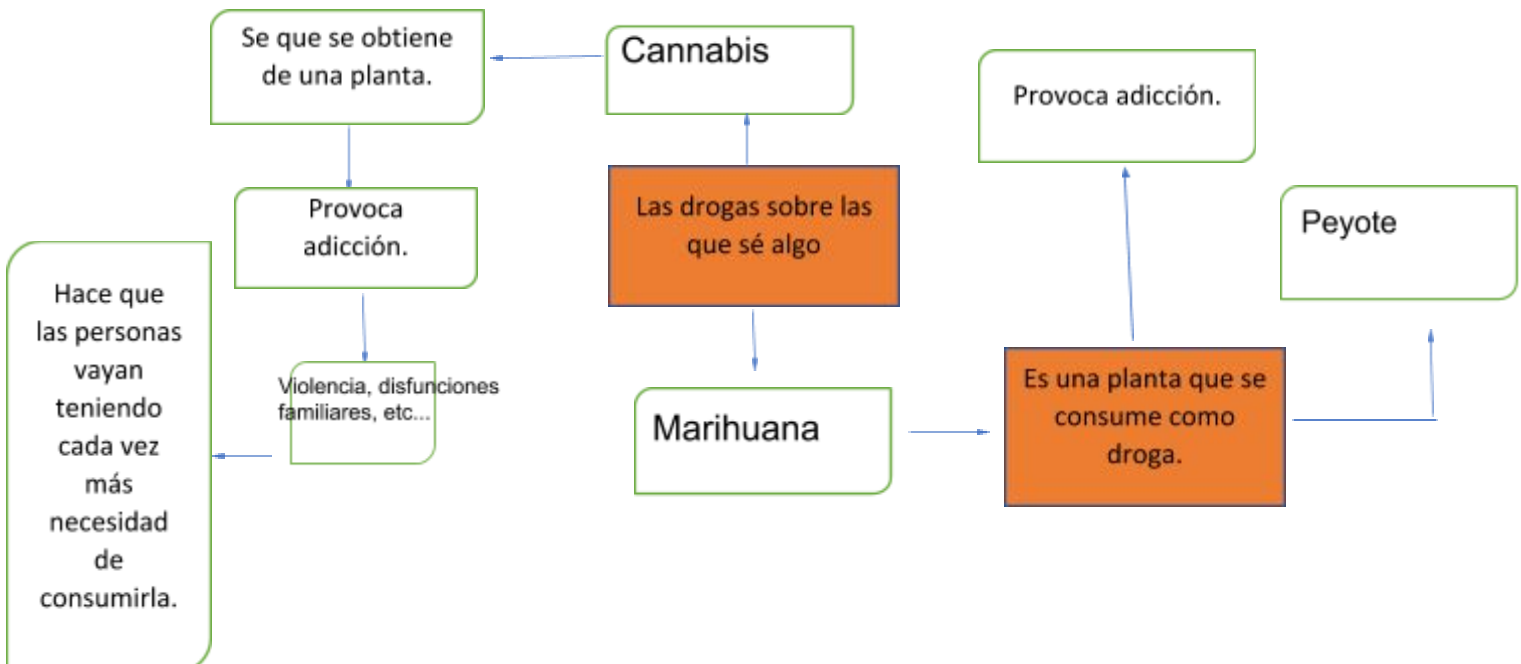 Se que se obtiene
de una planta.
Cannabis
Provoca adicción.
Provoca
adicción.
Las drogas sobre las
que sé algo
Peyote
Hace que
las personas
vayan
teniendo
cada vez
más
necesidad
de
consumirla.
Violencia, disfunciones
familiares, etc...
Marihuana
Es una planta que se
consume como
droga.